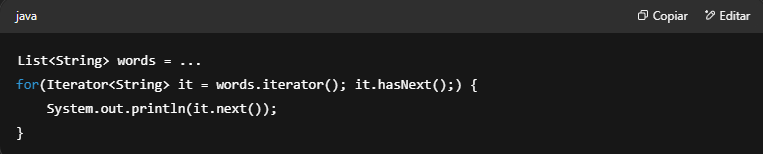 java Copiar Editar
List<String> words = ...
for(Iterator<String> it = words.iterator(); it.hasNext();) {
    System.out.println(it.next());
}